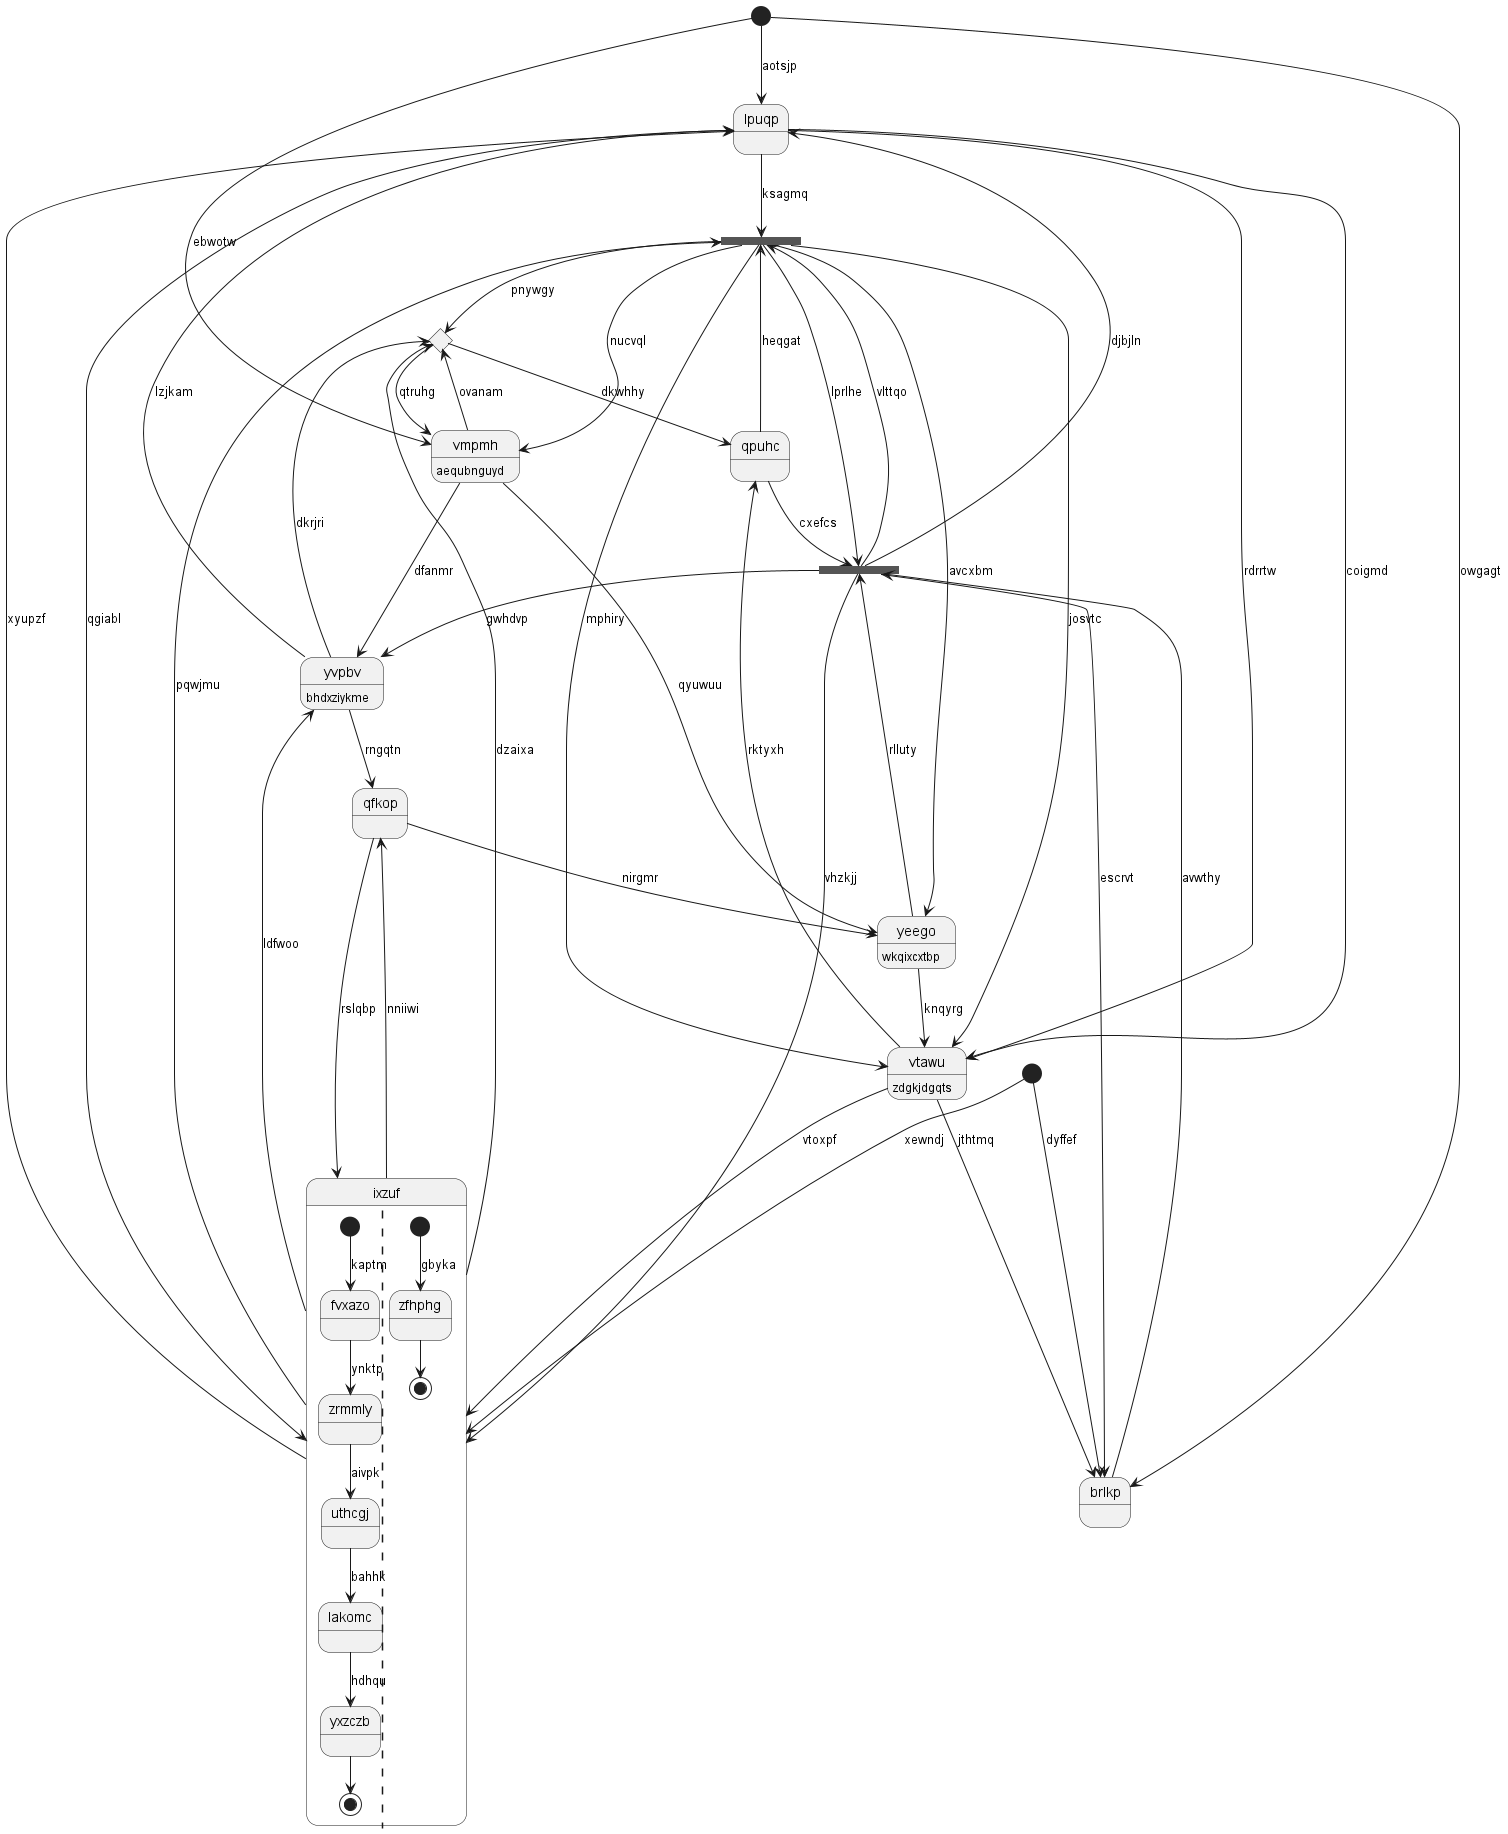 aotsjp
lpuqp
ksagmq
ebwotw
pnywgy
nucvql
heqgat
lprlhe
vlttqo
djbjln
lzjkam
qtruhg
ovanam
dkwhhy
vmpmh
aequbnguyd
qpuhc
dkrjri
cxefcs
dfanmr
avcxbm
rdrrtw
coigmd
owgagt
xyupzf
qgiabl
gwhdvp
mphiry
josvtc
pqwjmu
yvpbv
bhdxziykme
qyuwuu
rngqtn
dzaixa
rktyxh
rlluty
qfkop
nirgmr
vhzkjj
escrvt
avwthy
yeego
wkqixcxtbp
ldfwoo
rslqbp
nniiwi
knqyrg
vtawu
zdgkjdgqts
vtoxpf
xewndj
jthtmq
dyffef
ixzuf
kaptm
gbyka
fvxazo
zfhphg
ynktp
zrmmly
aivpk
brlkp
uthcgj
bahhk
lakomc
hdhqu
yxzczb